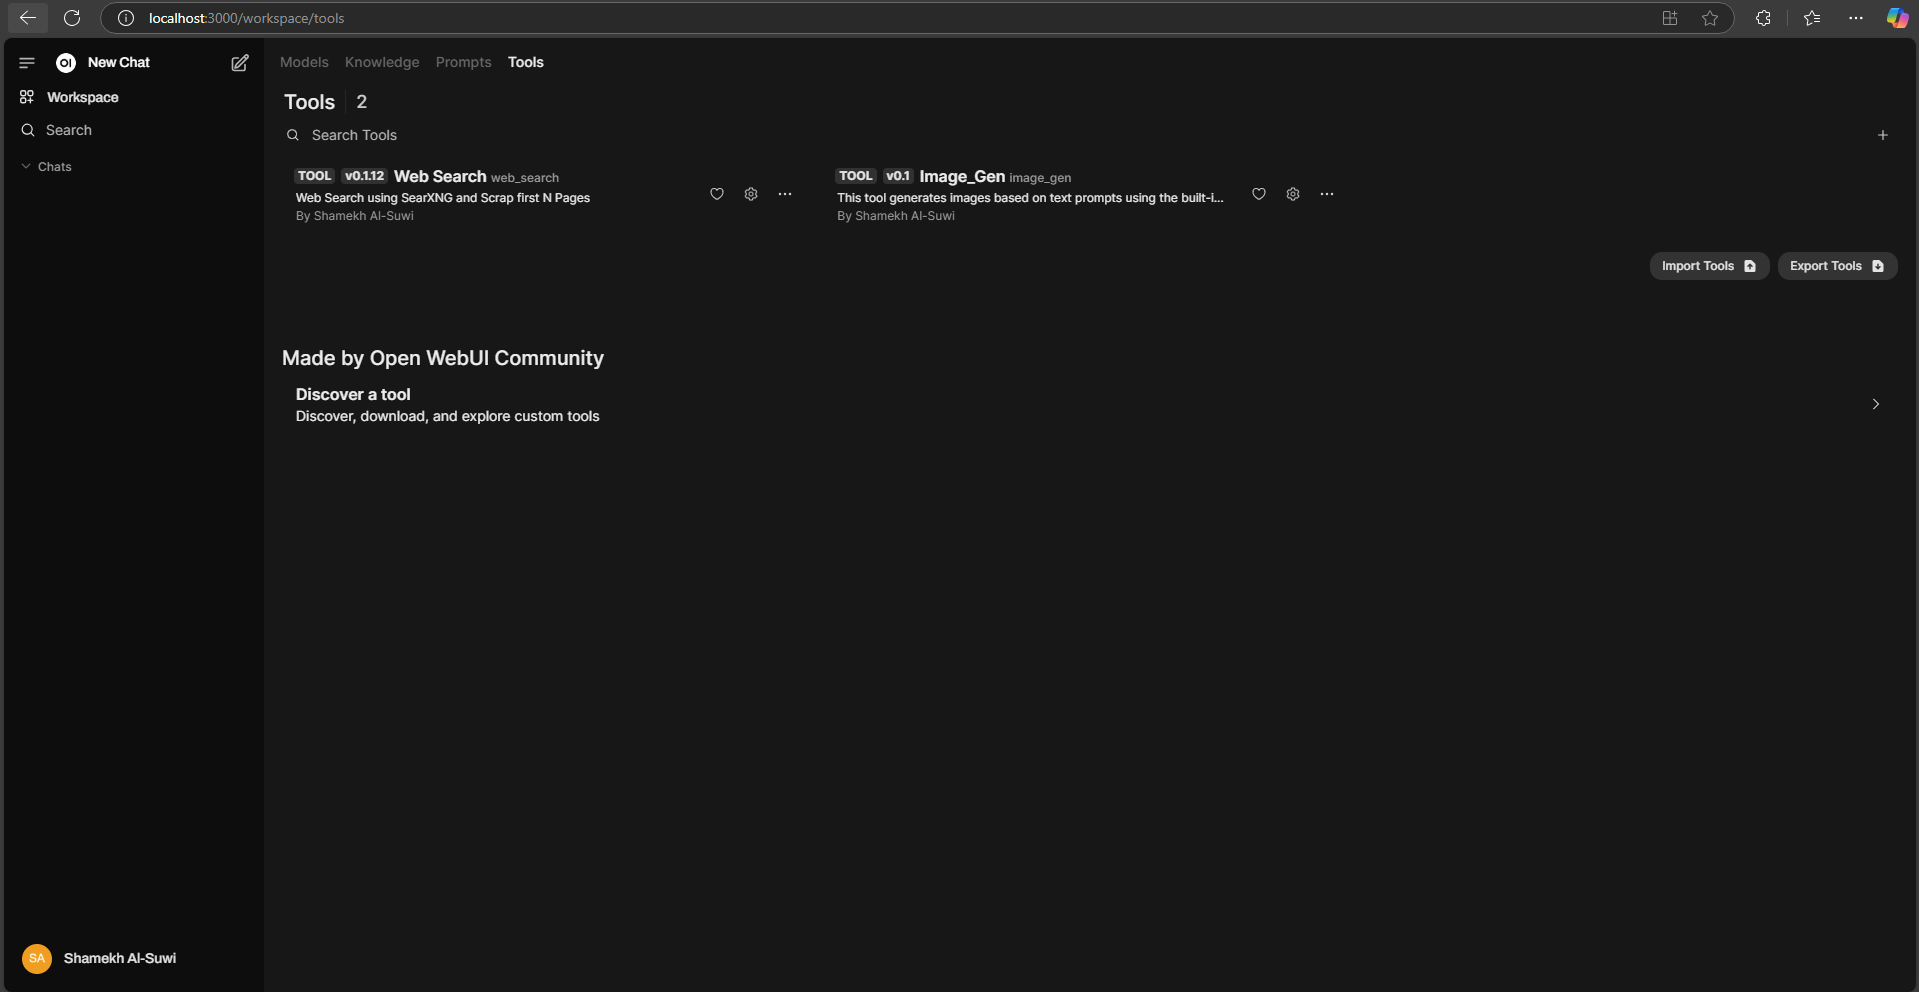 localhost:3000/workspace/tools
OI New Chat
Workspace
Search
Chats
Models Knowledge Prompts Tools
Tools 2
Search Tools
TOOL v0.1.12 Web Search web_search
Web Search using SearXNG and Scrap first N Pages
By Shamekh Al-Suwi
TOOL v0.1 Image_Gen image_gen
This tool generates images based on text prompts using the built-i...
By Shamekh Al-Suwi
Import Tools Export Tools
Made by Open WebUI Community
Discover a tool
Discover, download, and explore custom tools
SA Shamekh Al-Suwi